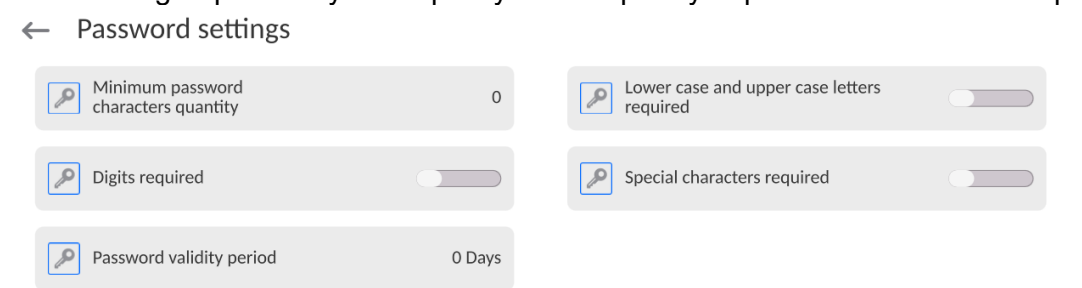 Password settings
Minimum password
characters quantity
0
Lower case and upper case letters
required
Digits required
Special characters required
Password validity period
0 Days